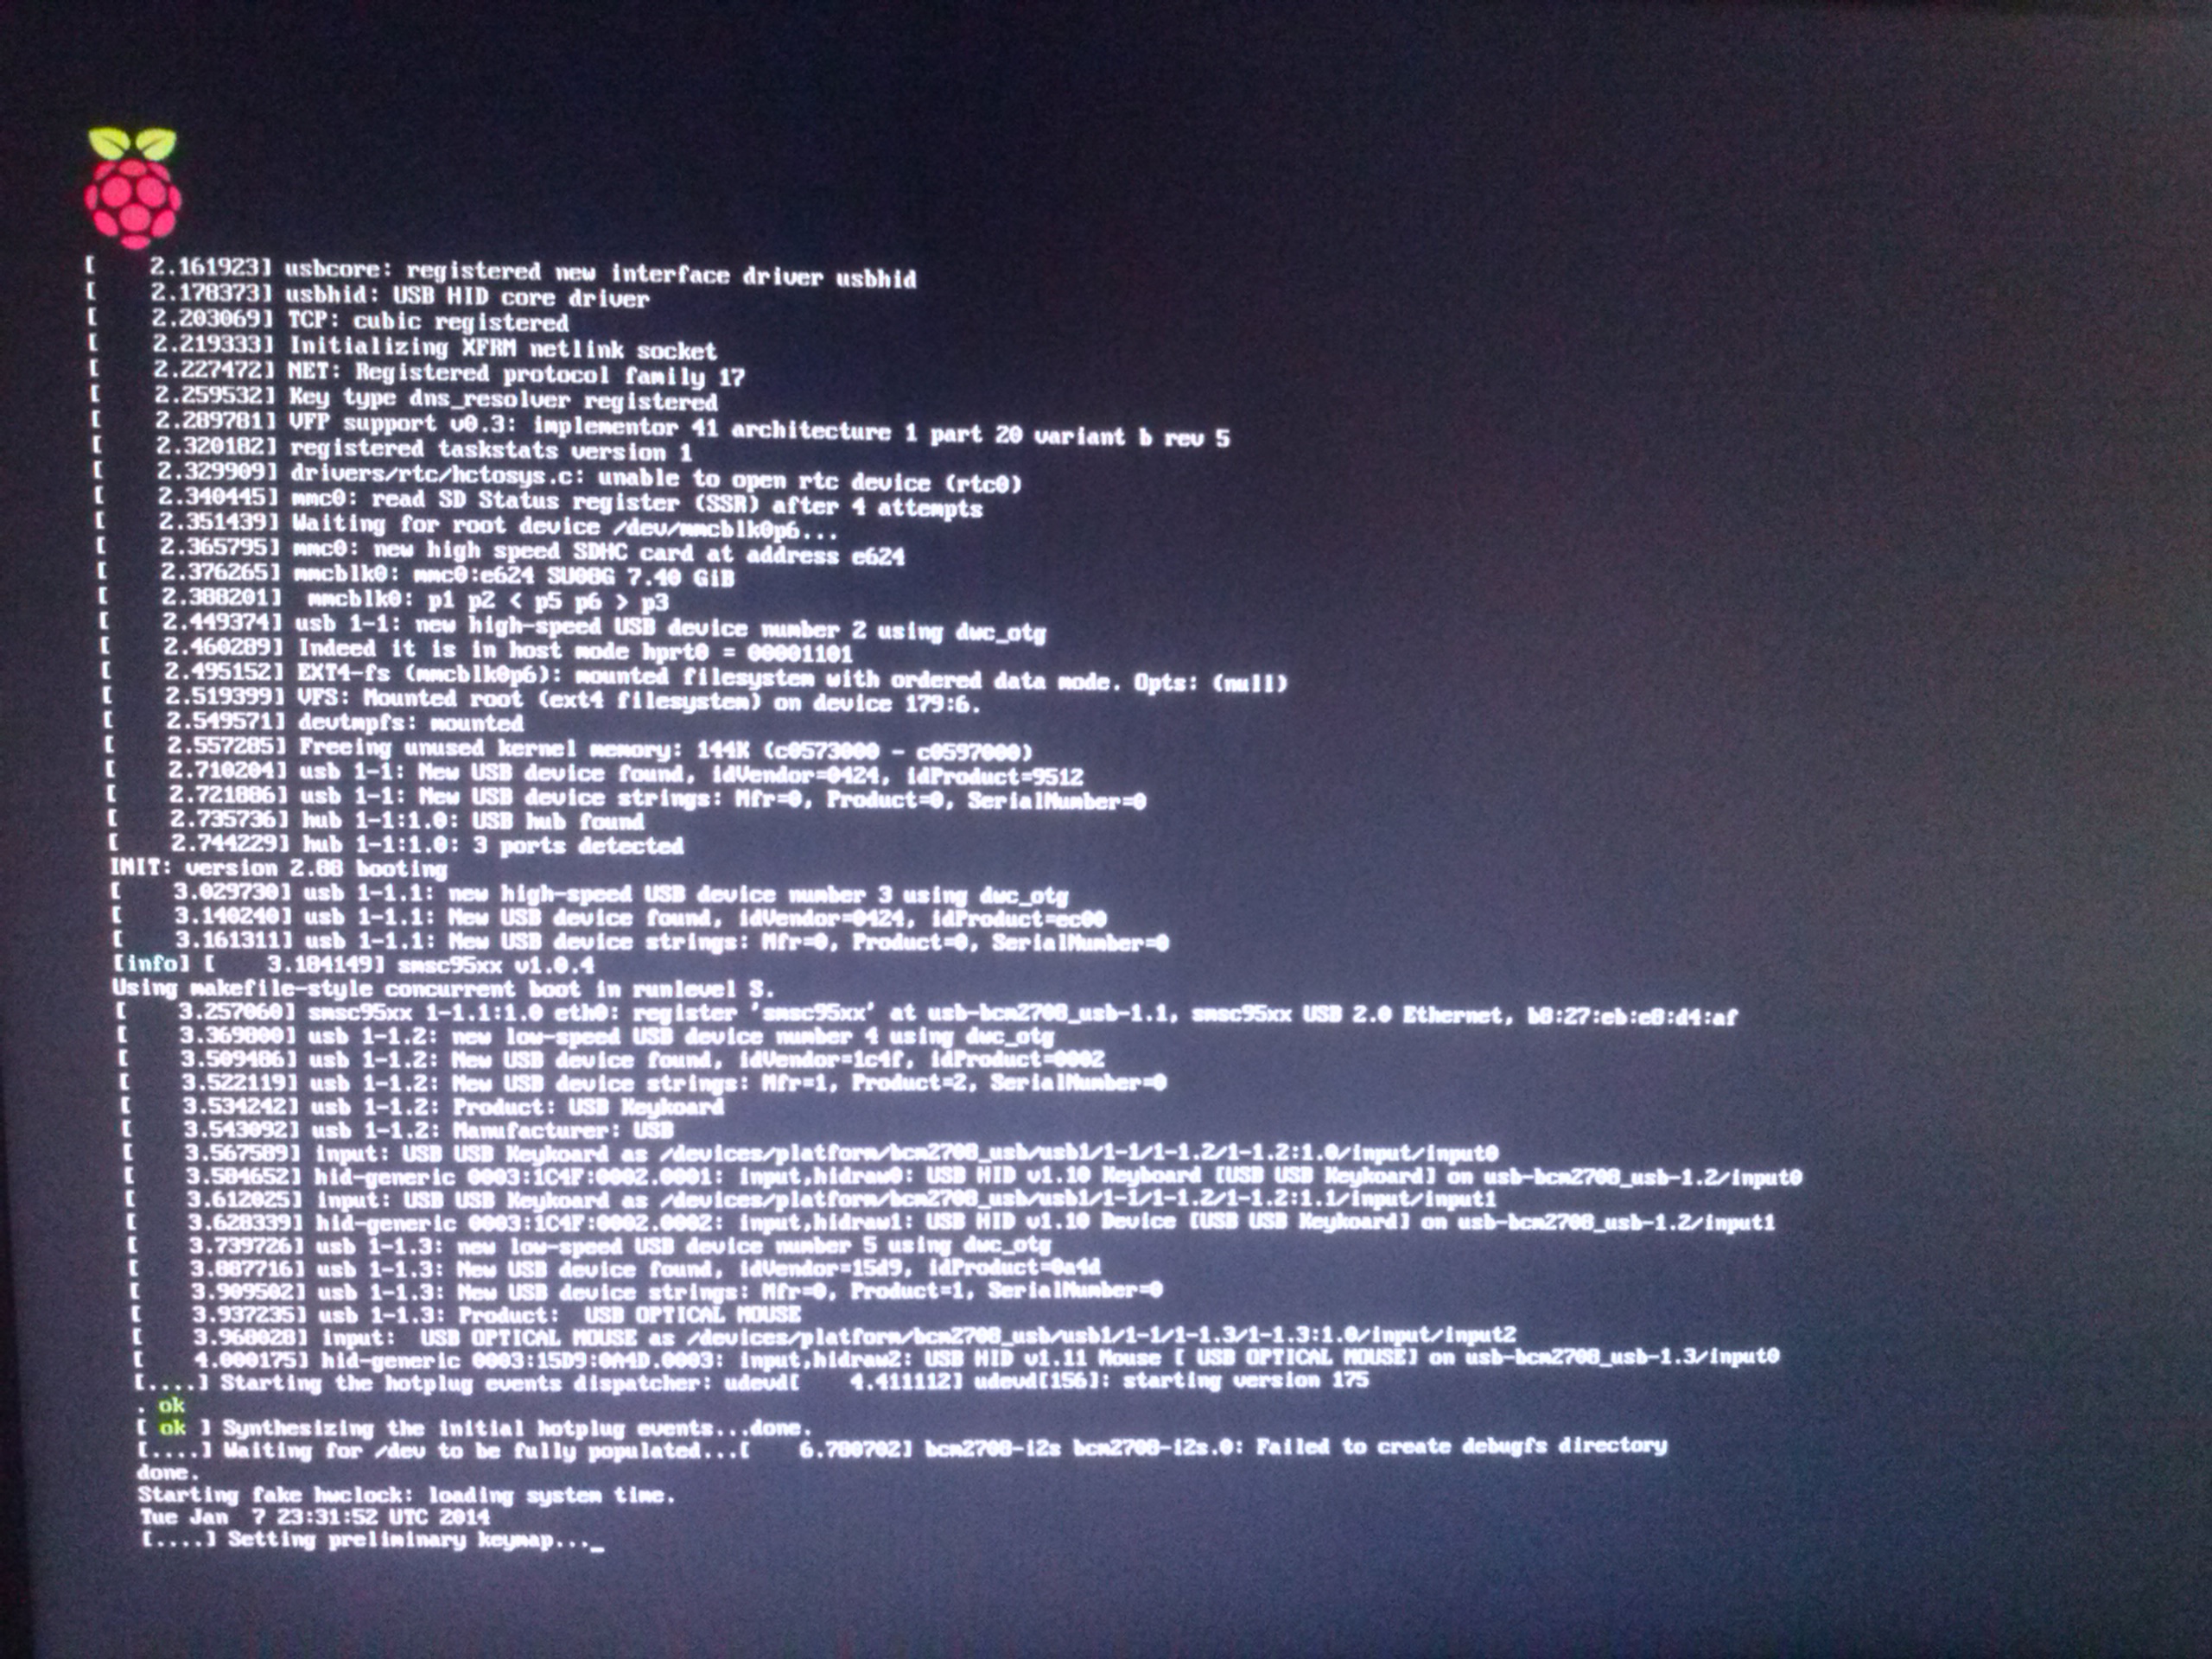 [    2.161923] usbcore: registered new interface driver usbhid
[    2.178373] usbhid: USB HID core driver
[    2.203069] TCP: cubic registered
[    2.219333] Initializing XFRM netlink socket
[    2.227472] NET: Registered protocol family 17
[    2.259532] Key type dns_resolver registered
[    2.289781] VFP support v0.3: implementor 41 architecture 1 part 20 variant b rev 5
[    2.320182] registered taskstats version 1
[    2.329909] drivers/rtc/hctosys.c: unable to open rtc device (rtc0)
[    2.340445] mmc0: read SD Status register (SSR) after 4 attempts
[    2.351439] Waiting for root device /dev/mmcblk0p6...
[    2.365795] mmc0: new high speed SDHC card at address e624
[    2.376265] mmcblk0: mmc0:e624 SU08G 7.40 GiB
[    2.388201]  mmcblk0: p1 p2 < p5 p6 > p3
[    2.449374] usb 1-1: new high-speed USB device number 2 using dwc_otg
[    2.460289] Indeed it is in host mode hprt0 = 00001101
[    2.495152] EXT4-fs (mmcblk0p6): mounted filesystem with ordered data mode. Opts: (null)
[    2.519399] VFS: Mounted root (ext4 filesystem) on device 179:6.
[    2.549571] devtmpfs: mounted
[    2.557285] Freeing unused kernel memory: 144K (c0573000 - c0597000)
[    2.710204] usb 1-1: New USB device found, idVendor=0424, idProduct=9512
[    2.721886] usb 1-1: New USB device strings: Mfr=0, Product=0, SerialNumber=0
[    2.735736] hub 1-1:1.0: USB hub found
[    2.744229] hub 1-1:1.0: 3 ports detected
INIT: version 2.88 booting
[    3.029730] usb 1-1.1: new high-speed USB device number 3 using dwc_otg
[    3.140240] usb 1-1.1: New USB device found, idVendor=0424, idProduct=ec00
[    3.161311] usb 1-1.1: New USB device strings: Mfr=0, Product=0, SerialNumber=0
[info] [    3.184149] smsc95xx v1.0.4
Using makefile-style concurrent boot in runlevel S.
[    3.257060] smsc95xx 1-1.1:1.0 eth0: register 'smsc95xx' at usb-bcm2708_usb-1.1, smsc95xx USB 2.0 Ethernet, b8:27:eb:e8:d4:af
[    3.369800] usb 1-1.2: new low-speed USB device number 4 using dwc_otg
[    3.509486] usb 1-1.2: New USB device found, idVendor=1c4f, idProduct=0002
[    3.522119] usb 1-1.2: New USB device strings: Mfr=1, Product=2, SerialNumber=0
[    3.534242] usb 1-1.2: Product: USB Keykoard
[    3.543092] usb 1-1.2: Manufacturer: USB
[    3.567589] input: USB USB Keykoard as /devices/platform/bcm2708_usb/usb1/1-1/1-1.2/1-1.2:1.0/input/input0
[    3.584652] hid-generic 0003:1C4F:0002.0001: input,hidraw0: USB HID v1.10 Keyboard [USB USB Keykoard] on usb-bcm2708_usb-1.2/input0
[    3.612025] input: USB USB Keykoard as /devices/platform/bcm2708_usb/usb1/1-1/1-1.2/1-1.2:1.1/input/input1
[    3.628339] hid-generic 0003:1C4F:0002.0002: input,hidraw1: USB HID v1.10 Device [USB USB Keykoard] on usb-bcm2708_usb-1.2/input1
[    3.739726] usb 1-1.3: new low-speed USB device number 5 using dwc_otg
[    3.887716] usb 1-1.3: New USB device found, idVendor=15d9, idProduct=0a4d
[    3.909502] usb 1-1.3: New USB device strings: Mfr=0, Product=1, SerialNumber=0
[    3.937235] usb 1-1.3: Product:  USB OPTICAL MOUSE
[    3.968028] input:  USB OPTICAL MOUSE as /devices/platform/bcm2708_usb/usb1/1-1/1-1.3/1-1.3:1.0/input/input2
[    4.000175] hid-generic 0003:15D9:0A4D.0003: input,hidraw2: USB HID v1.11 Mouse [ USB OPTICAL MOUSE] on usb-bcm2708_usb-1.3/input0
[....] Starting the hotplug events dispatcher: udevd[    4.411112] udevd[156]: starting version 175
. ok
[ ok ] Synthesizing the initial hotplug events...done.
[....] Waiting for /dev to be fully populated...[    6.780702] bcm2708-i2s bcm2708-i2s.0: Failed to create debugfs directory
done.
Starting fake hwclock: loading system time.
Tue Jan  7 23:31:52 UTC 2014
[....] Setting preliminary keymap..._